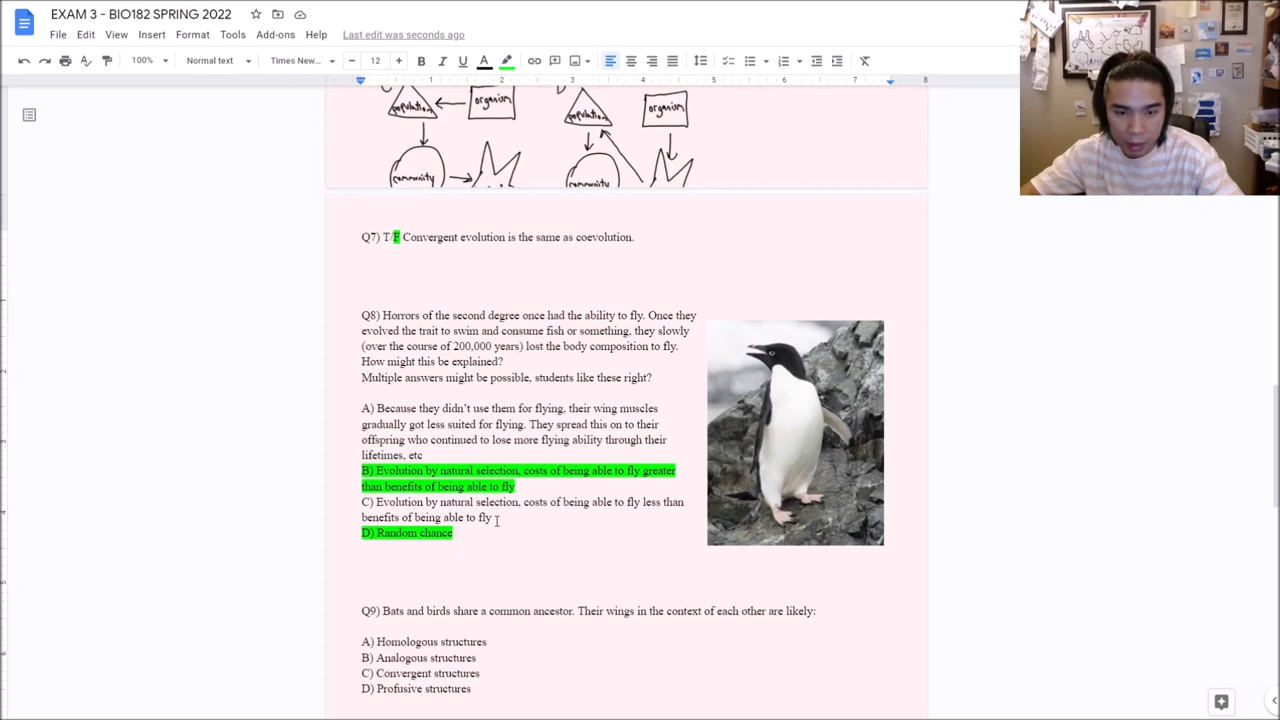 EXAM 3 - BIO182 SPRING 2022
File Edit View Insert Format Tools Add-ons Help Last edit was seconds ago
100% Normal text Times New... 12 B I U A
1 2 3 4 5 6 7 8
population organism population organism
community community
Q7) T/F Convergent evolution is the same as coevolution.
Q8) Horrors of the second degree once had the ability to fly. Once they
evolved the trait to swim and consume fish or something, they slowly
(over the course of 200,000 years) lost the body composition to fly.
How might this be explained?
Multiple answers might be possible, students like these right?
A) Because they didn't use them for flying, their wing muscles
gradually got less suited for flying. They spread this on to their
offspring who continued to lose more flying ability through their
lifetimes, etc
B) Evolution by natural selection, costs of being able to fly greater
than benefits of being able to fly
C) Evolution by natural selection, costs of being able to fly less than
benefits of being able to fly
D) Random chance
Q9) Bats and birds share a common ancestor. Their wings in the context of each other are likely:
A) Homologous structures
B) Analogous structures
C) Convergent structures
D) Profusive structures